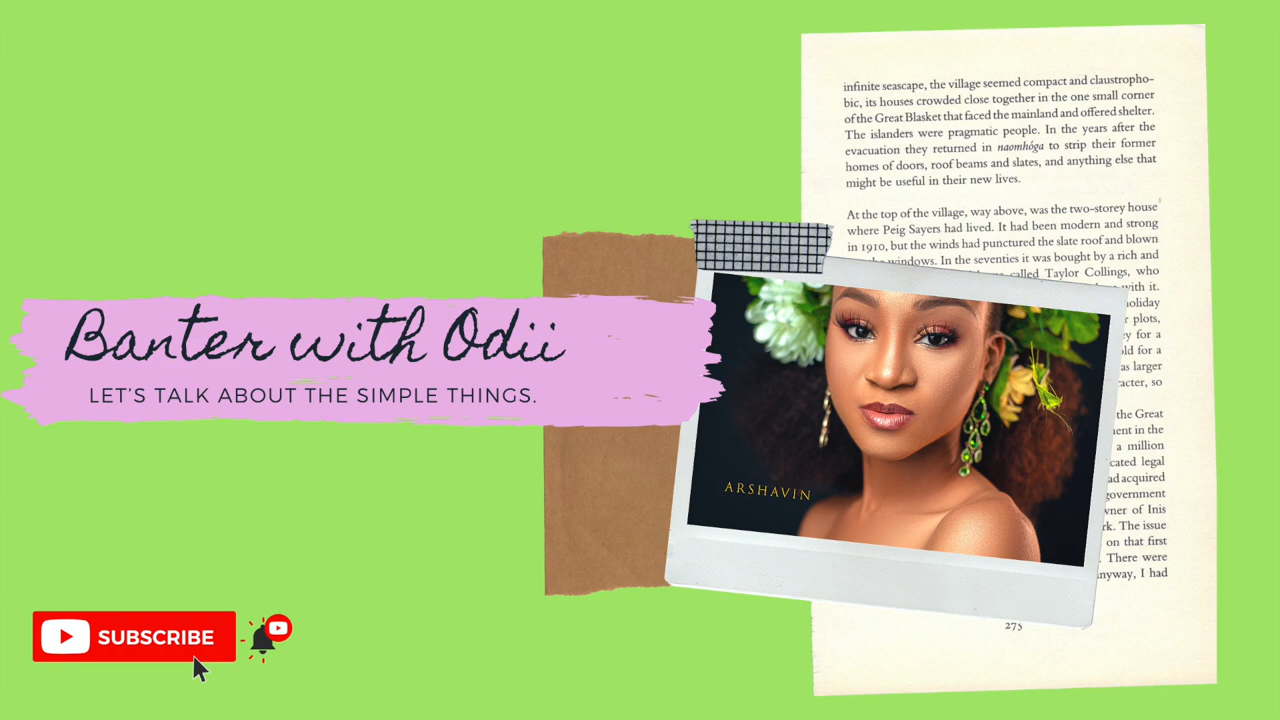 Banter with Odii
LET'S TALK ABOUT THE SIMPLE THINGS.
SUBSCRIBE
ARSHAVIN
infinite seascape, the village seemed compact and claustropho-
bic, its houses crowded close together in the one small corner
of the Great Blasket that faced the mainland and offered shelter.
The islanders were pragmatic people. In the years after the
evacuation they returned in naomhóga to strip their former
homes of doors, roof beams and slates, and anything else that
might be useful in their new lives.
At the top of the village, way above, was the two-storey house
where Peig Sayers had lived. It had been modern and strong
in 1910, but the winds had punctured the slate roof and blown
windows. In the seventies it was bought by a rich and
called Taylor Collings, who
with it.
holiday
plots,
for a
old for a
as larger
so
the Great
in the
a million
legal
acquired
government
of Inis
The issue
on that first
There were
anyway, I had
275